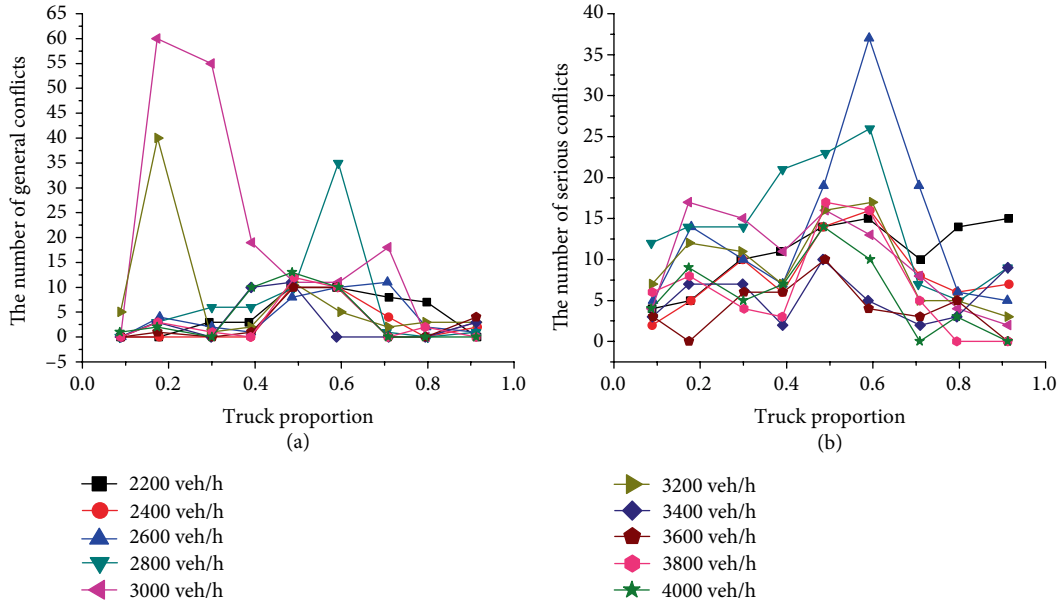 65
60
55
50
45
40
35
30
25
20
15
10
5
0
−5
The number of general conflicts
0.0 0.2 0.4 0.6 0.8 1.0
Truck proportion
(a)
40
35
30
25
20
15
10
5
0
The number of serious conflicts
0.0 0.2 0.4 0.6 0.8 1.0
Truck proportion
(b)
2200 veh/h
2400 veh/h
2600 veh/h
2800 veh/h
3000 veh/h
3200 veh/h
3400 veh/h
3600 veh/h
3800 veh/h
4000 veh/h